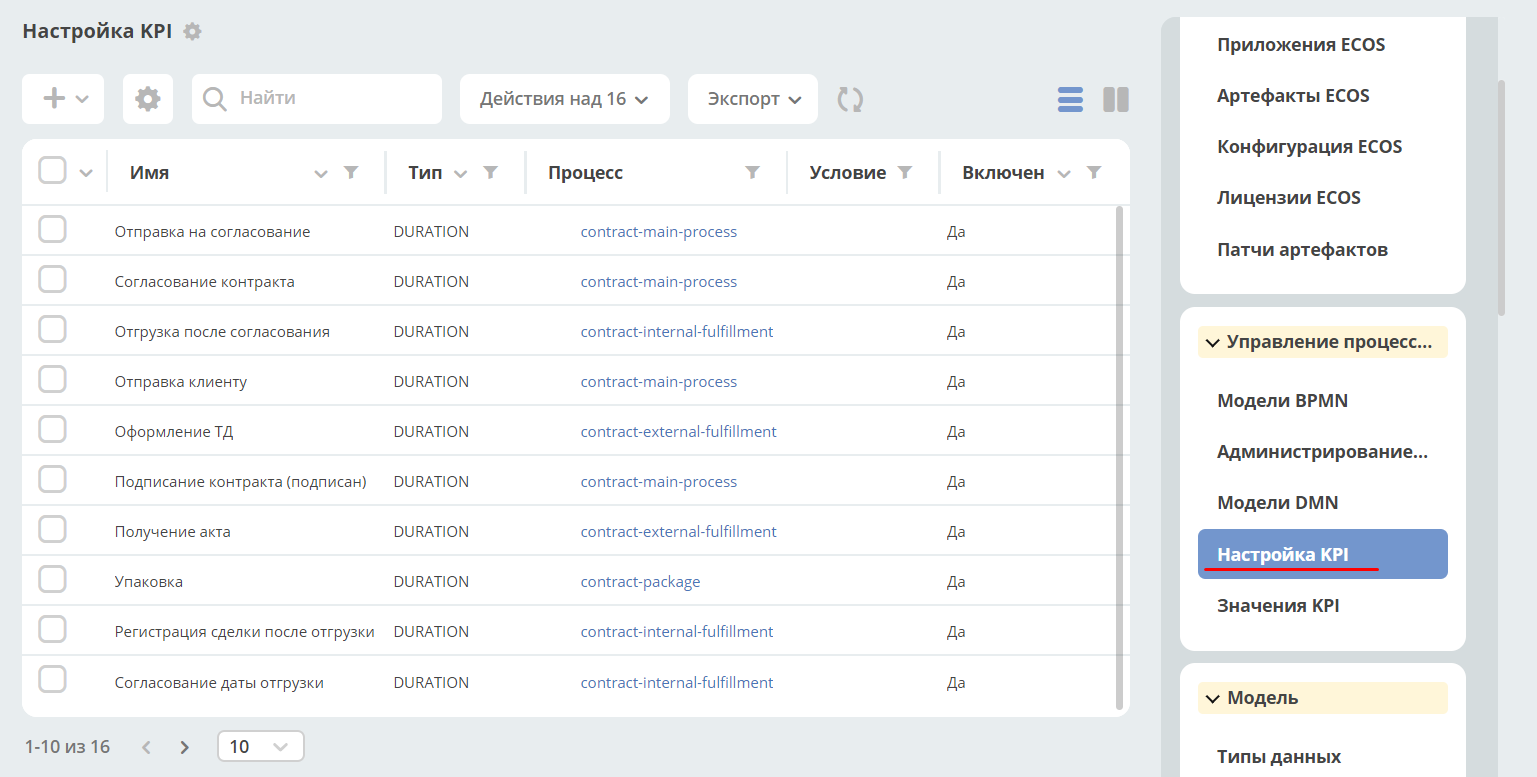 Настройка KPI
Найти
Действия над 16
Экспорт
Имя Тип Процесс Условие Включен
Отправка на согласование DURATION contract-main-process Да
Согласование контракта DURATION contract-main-process Да
Отгрузка после согласования DURATION contract-internal-fulfillment Да
Отправка клиенту DURATION contract-main-process Да
Оформление ТД DURATION contract-external-fulfillment Да
Подписание контракта (подписан) DURATION contract-main-process Да
Получение акта DURATION contract-external-fulfillment Да
Упаковка DURATION contract-package Да
Регистрация сделки после отгрузки DURATION contract-internal-fulfillment Да
Согласование даты отгрузки DURATION contract-internal-fulfillment Да
1-10 из 16
10
Приложения ECOS
Артефакты ECOS
Конфигурация ECOS
Лицензии ECOS
Патчи артефактов
Управление процесс...
Модели BPMN
Администрирование...
Модели DMN
Настройка KPI
Значения KPI
Модель
Типы данных